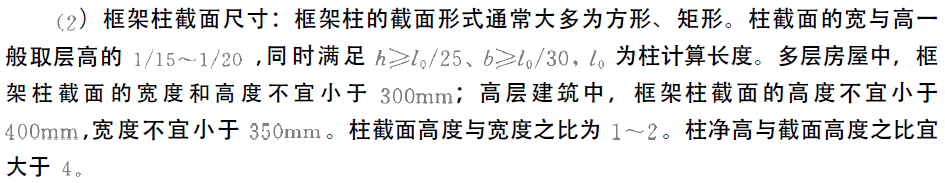 (2）框架柱截面尺寸：框架柱的截面形式通常大多为方形、矩形。柱截面的宽与高一
般取层高的 1/15～1/20 ,同时满足 h≥l₀/25、b≥l₀/30，l₀ 为柱计算长度。多层房屋中，框
架柱截面的宽度和高度不宜小于 300mm；高层建筑中，框架柱截面的高度不宜小于
400mm,宽度不宜小于 350mm。柱截面高度与宽度之比为 1～2。柱净高与截面高度之比宜
大于 4。